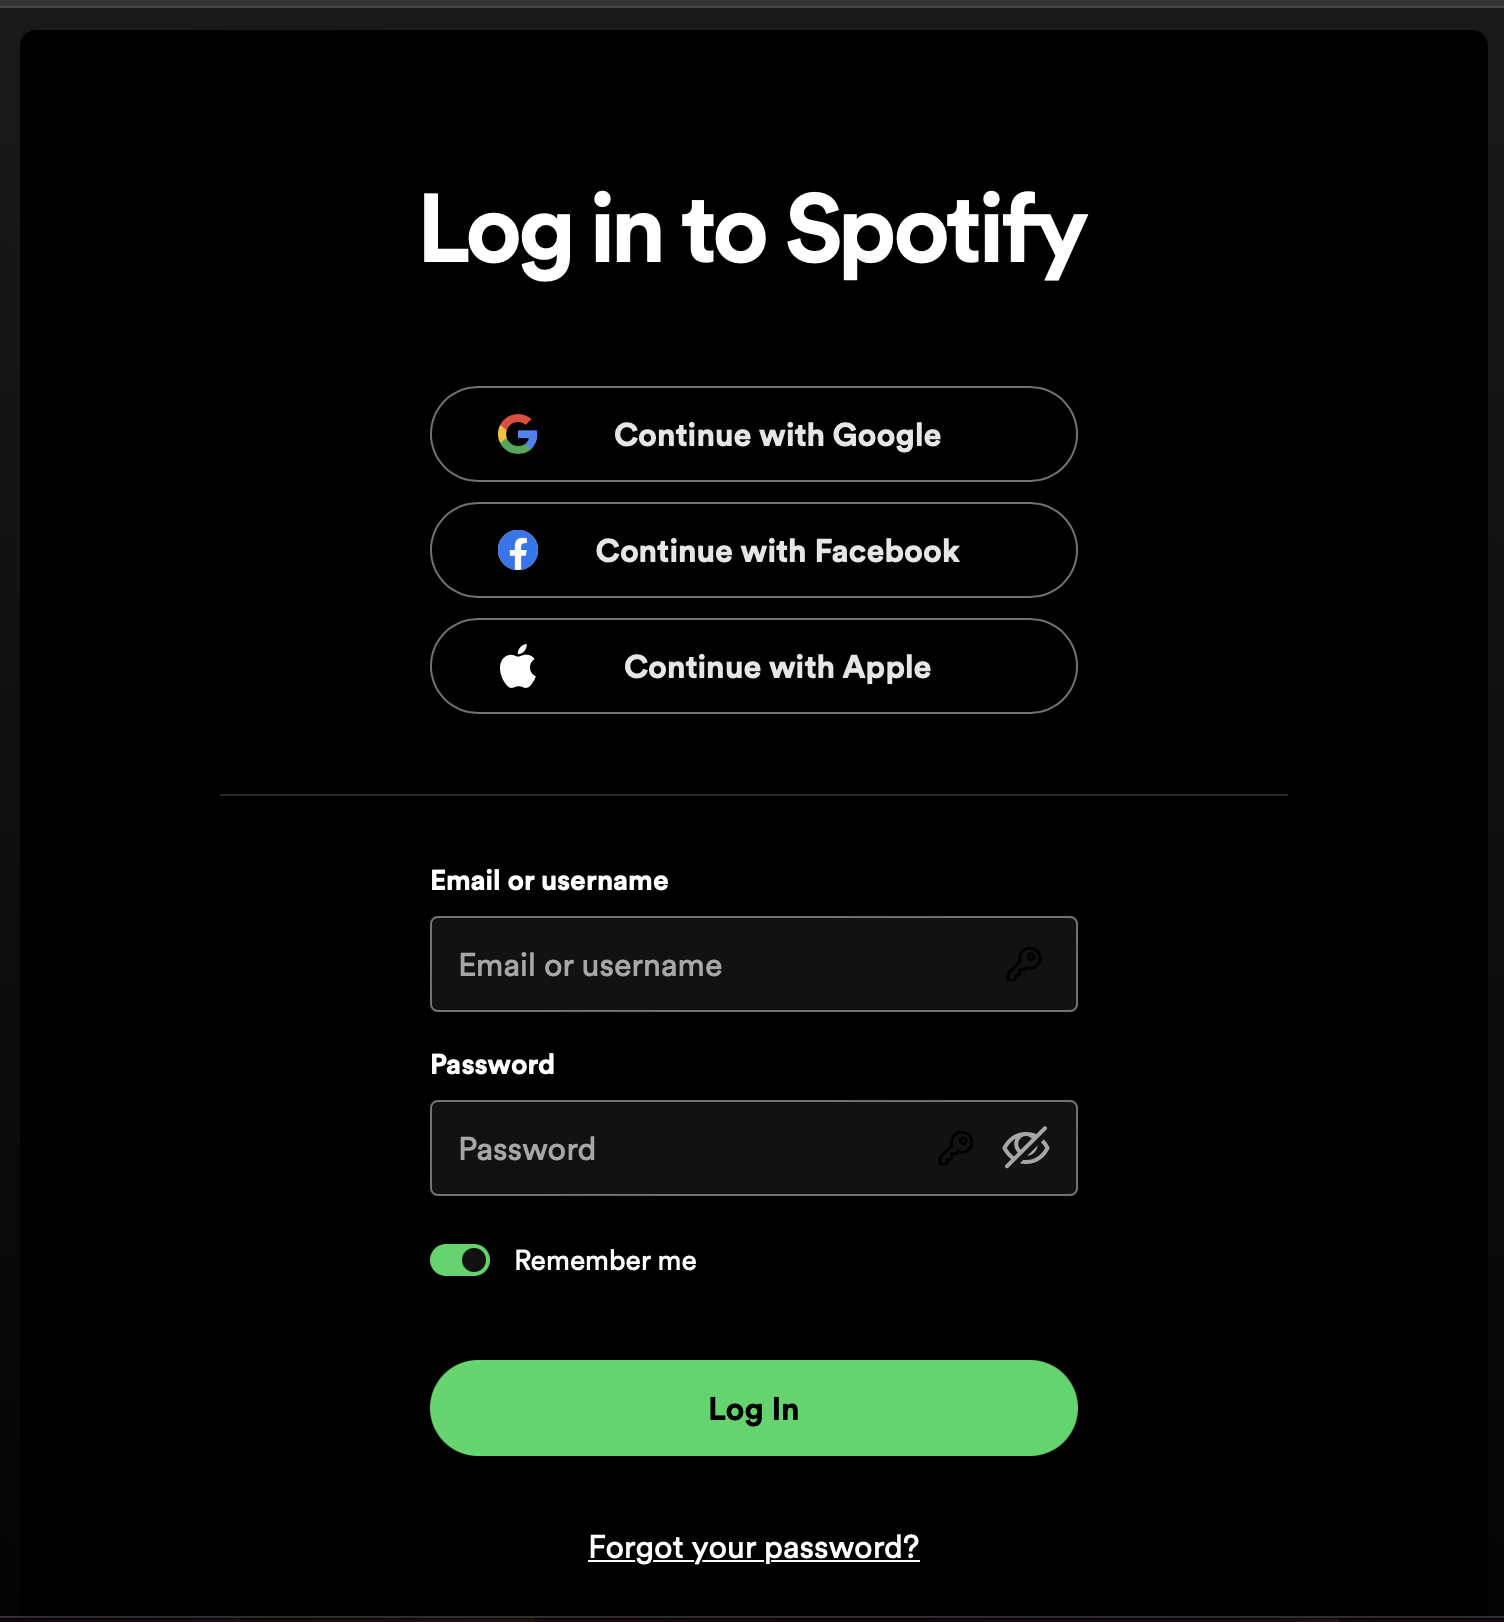 Log in to Spotify
Continue with Google
Continue with Facebook
Continue with Apple
Email or username
Email or username
Password
Password
Remember me
Log In
Forgot your password?